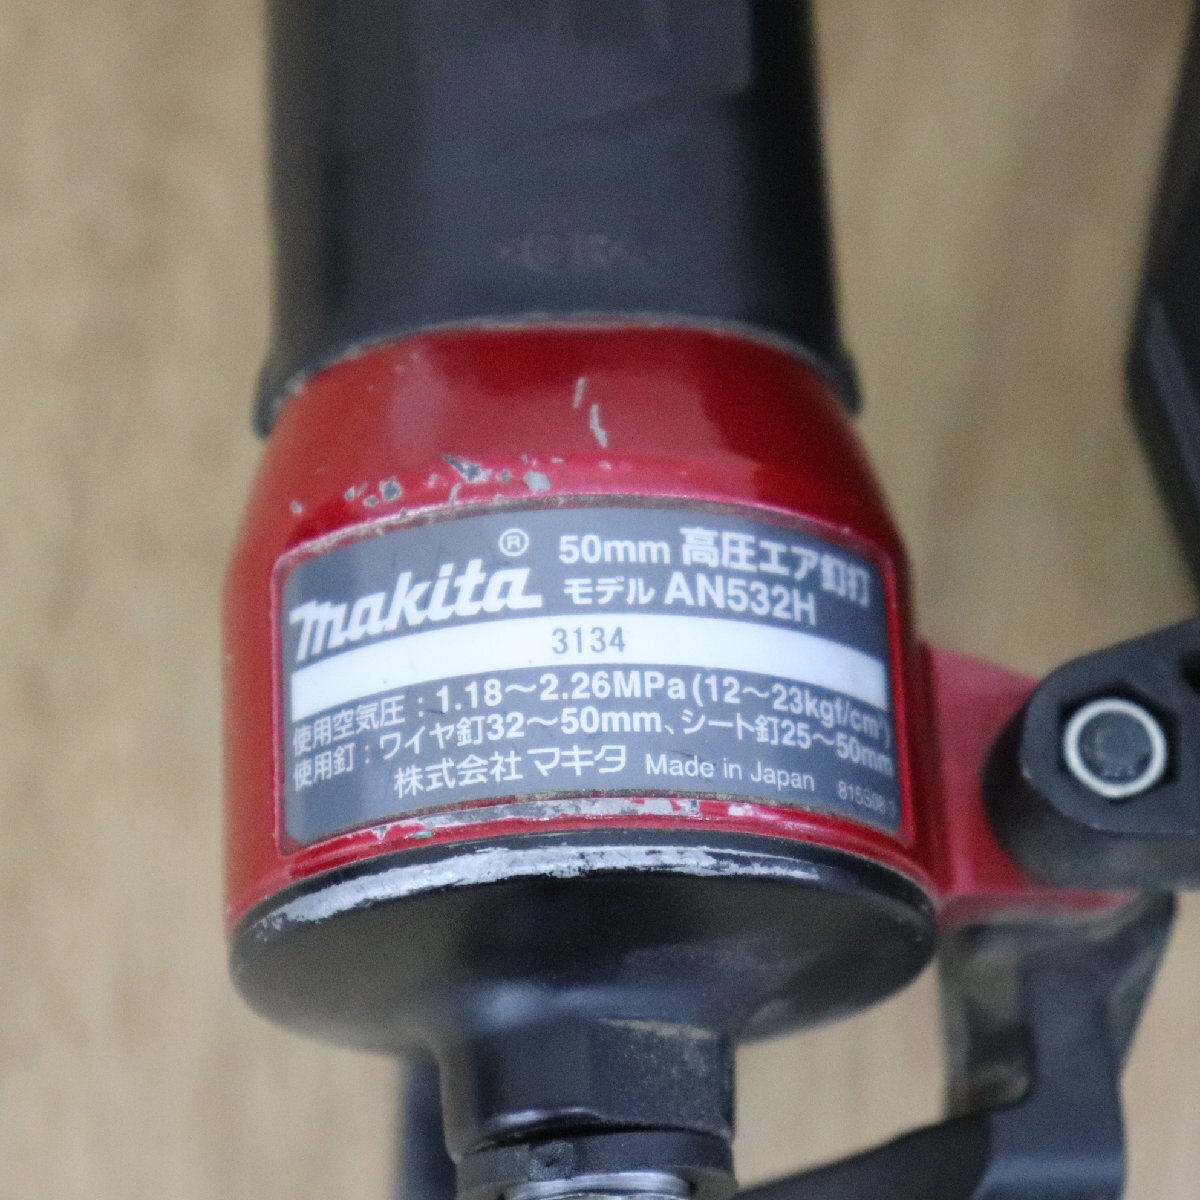 makita® 50mm 高圧エア釘打
モデル AN532H
3134
使用空気圧：1.18～2.26MPa(12～23kgf/cm²)
使用釘：ワイヤ釘32～50mm、シート釘25～50mm
株式会社 マキタ Made in Japan